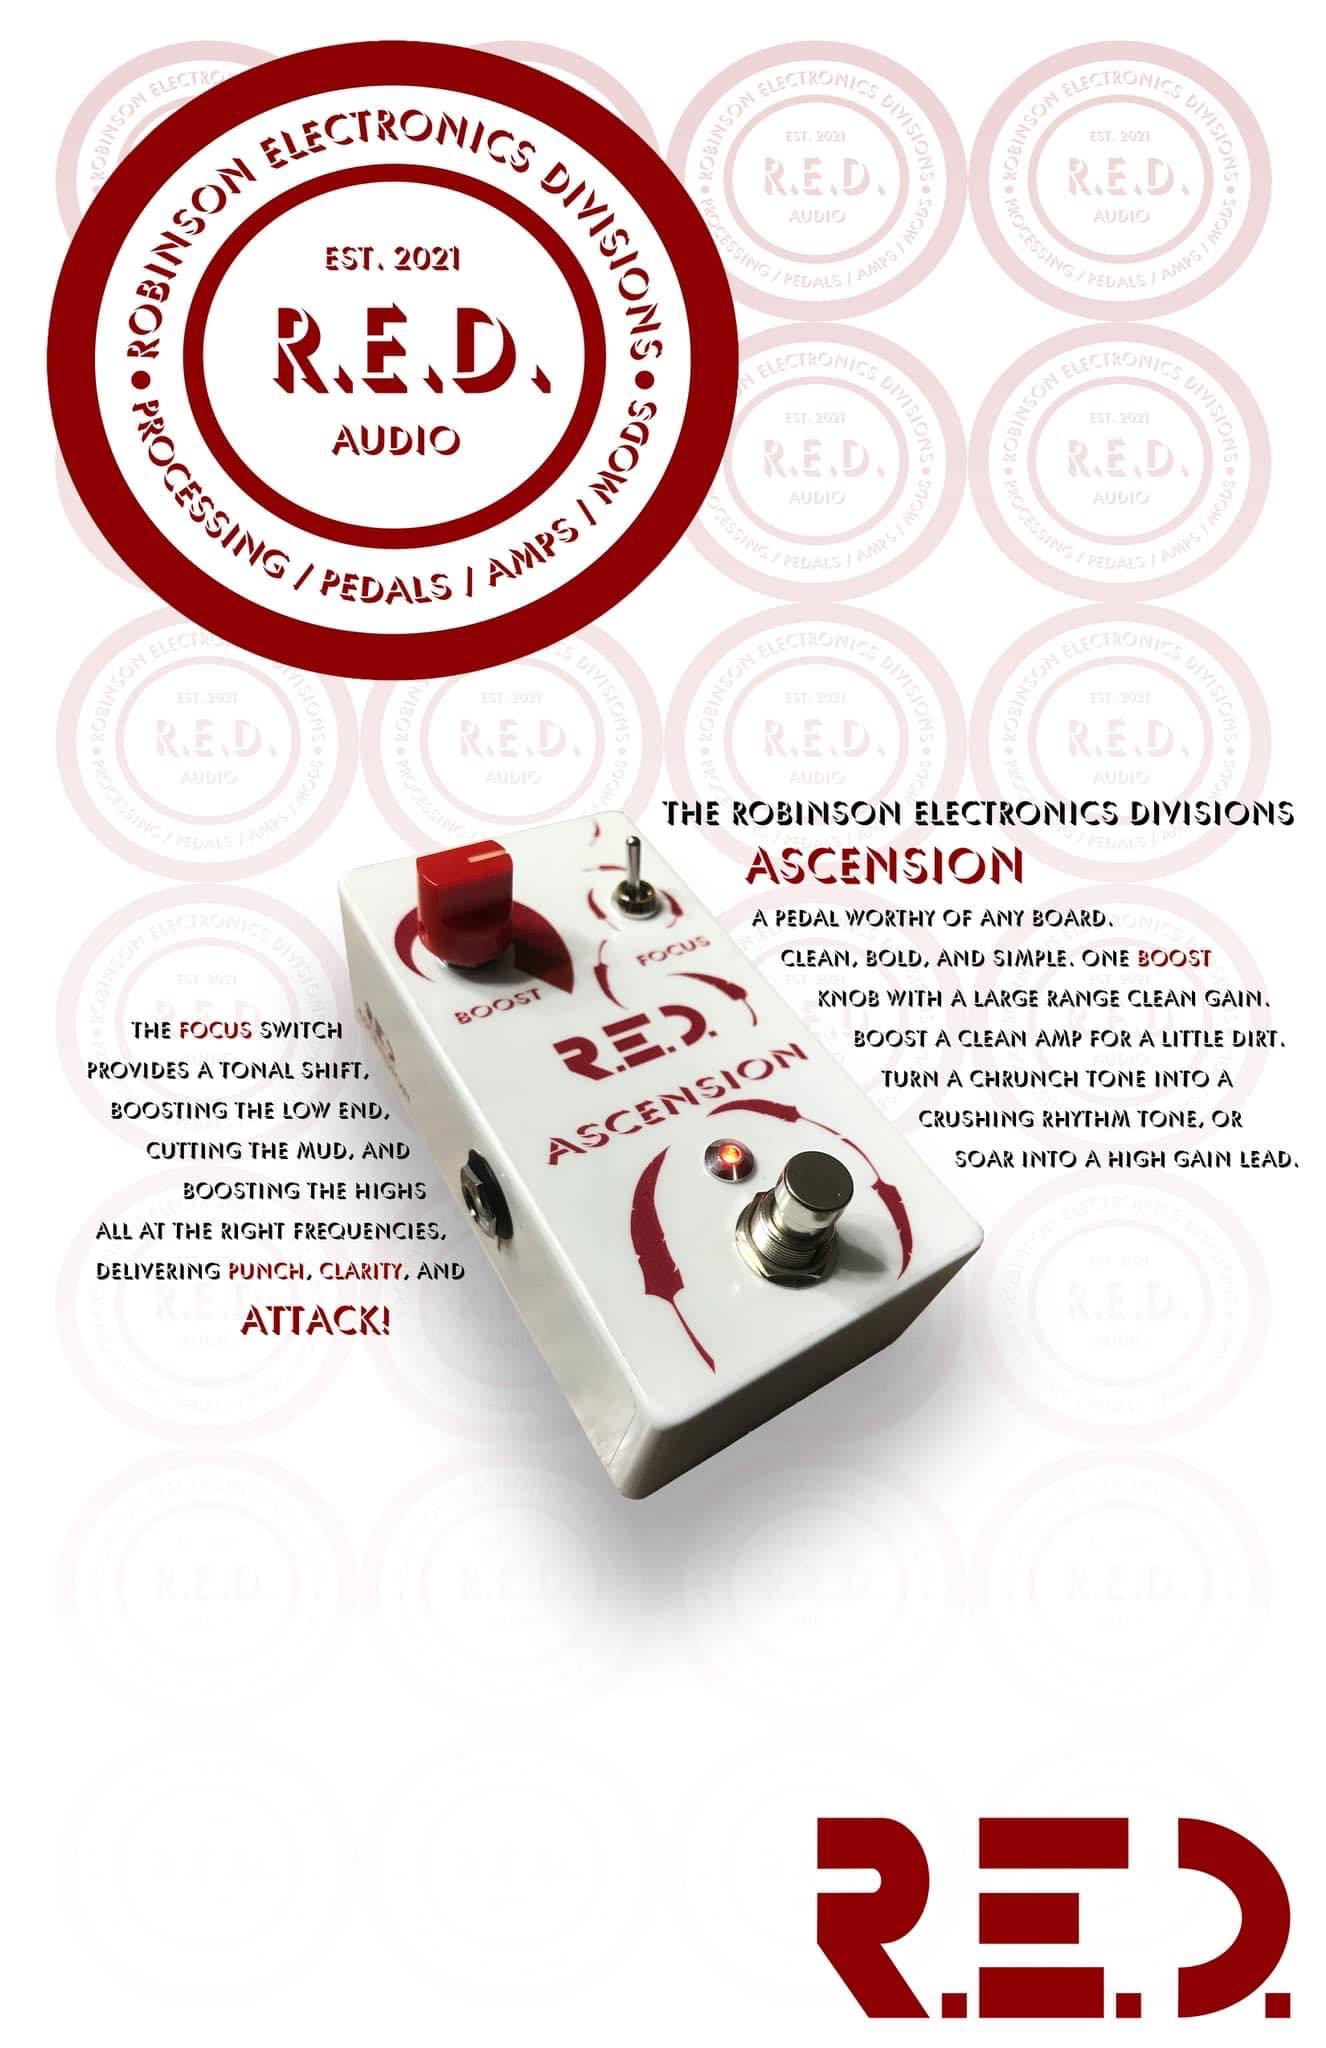 ROBINSON ELECTRONICS DIVISIONS
EST. 2021
R.E.D.
AUDIO
PROCESSING / PEDALS / AMPS / MODS
THE ROBINSON ELECTRONICS DIVISIONS
ASCENSION
A PEDAL WORTHY OF ANY BOARD.
CLEAN, BOLD, AND SIMPLE. ONE BOOST
KNOB WITH A LARGE RANGE CLEAN GAIN.
BOOST A CLEAN AMP FOR A LITTLE DIRT.
TURN A CHRUNCH TONE INTO A
CRUSHING RHYTHM TONE, OR
SOAR INTO A HIGH GAIN LEAD.
BOOST
FOCUS
R.E.D.
ASCENSION
THE FOCUS SWITCH
PROVIDES A TONAL SHIFT,
BOOSTING THE LOW END,
CUTTING THE MUD, AND
BOOSTING THE HIGHS
ALL AT THE RIGHT FREQUENCIES,
DELIVERING PUNCH, CLARITY, AND
ATTACK!
R.E.D.